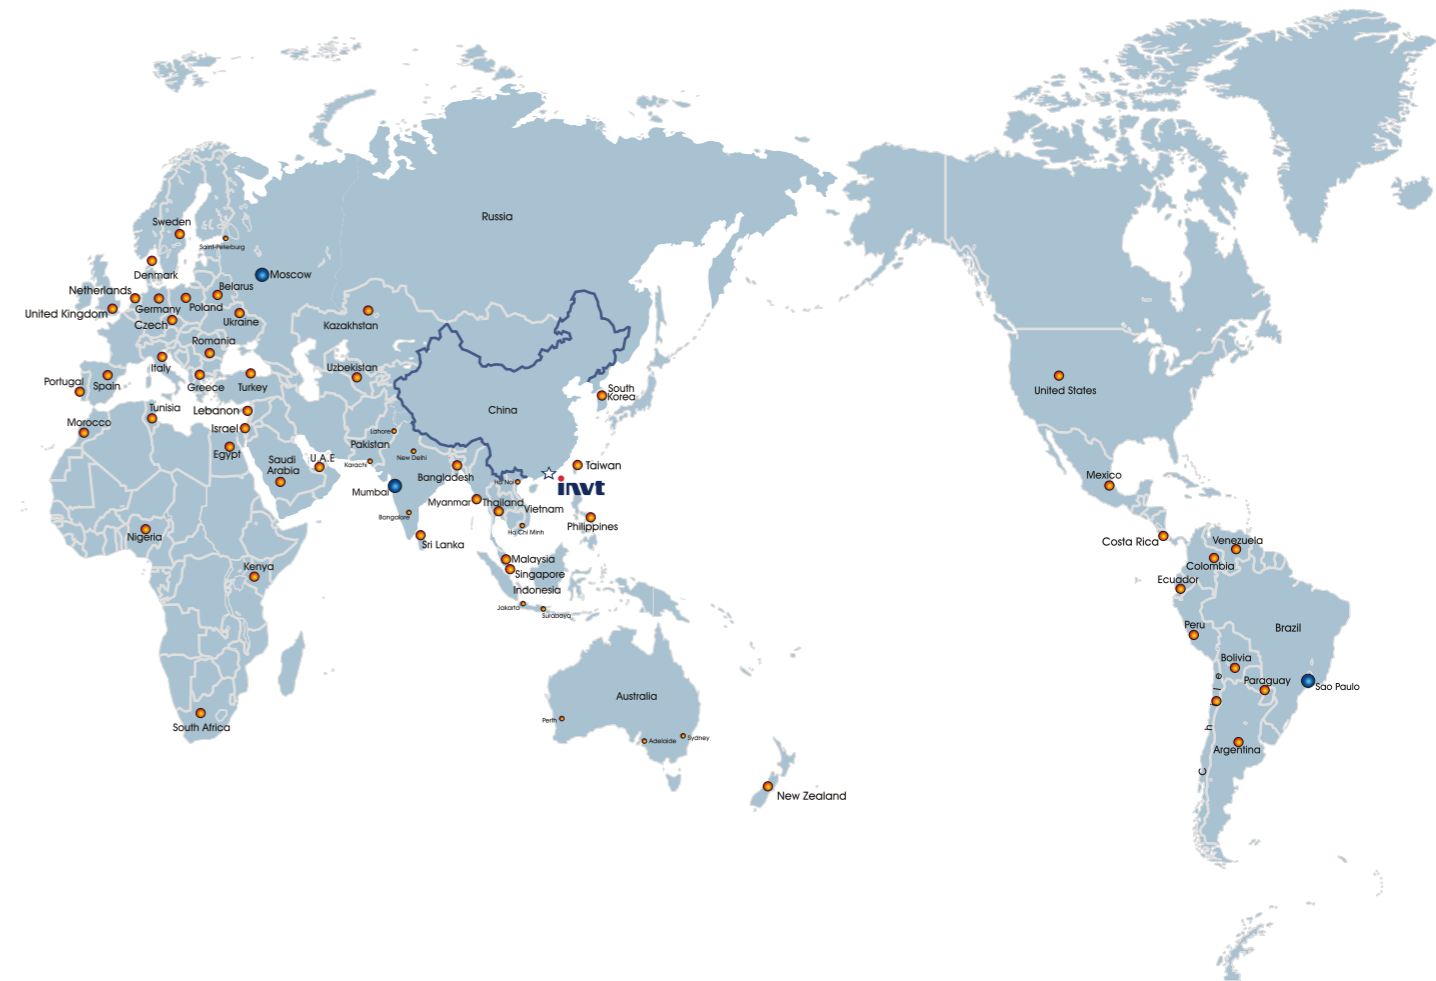 Russia
Sweden
Saint-Peterburg
Denmark
Moscow
Netherlands
Belarus
Germany
Poland
United Kingdom
Czech
Ukraine
Kazakhstan
Romania
Italy
Uzbekistan
Portugal
Spain
Greece
Turkey
South
Korea
United States
China
Tunisia
Lebanon
Morocco
Israel
Lahore
Pakistan
Egypt
Saudi
Arabia
U.A.E
Karachi
New Delhi
Bangladesh
Taiwan
Mexico
Ha Noi
invt
Mumbai
Myanmar
Thailand
Vietnam
Bangalore
Philippines
Ho Chi Minh
Nigeria
Sri Lanka
Costa Rica
Venezuela
Malaysia
Colombia
Kenya
Singapore
Ecuador
Indonesia
Jakarta
Surabaya
Peru
Brazil
Bolivia
Paraguay
Sao Paulo
Australia
Chile
Perth
South Africa
Adelaide
Sydney
Argentina
New Zealand